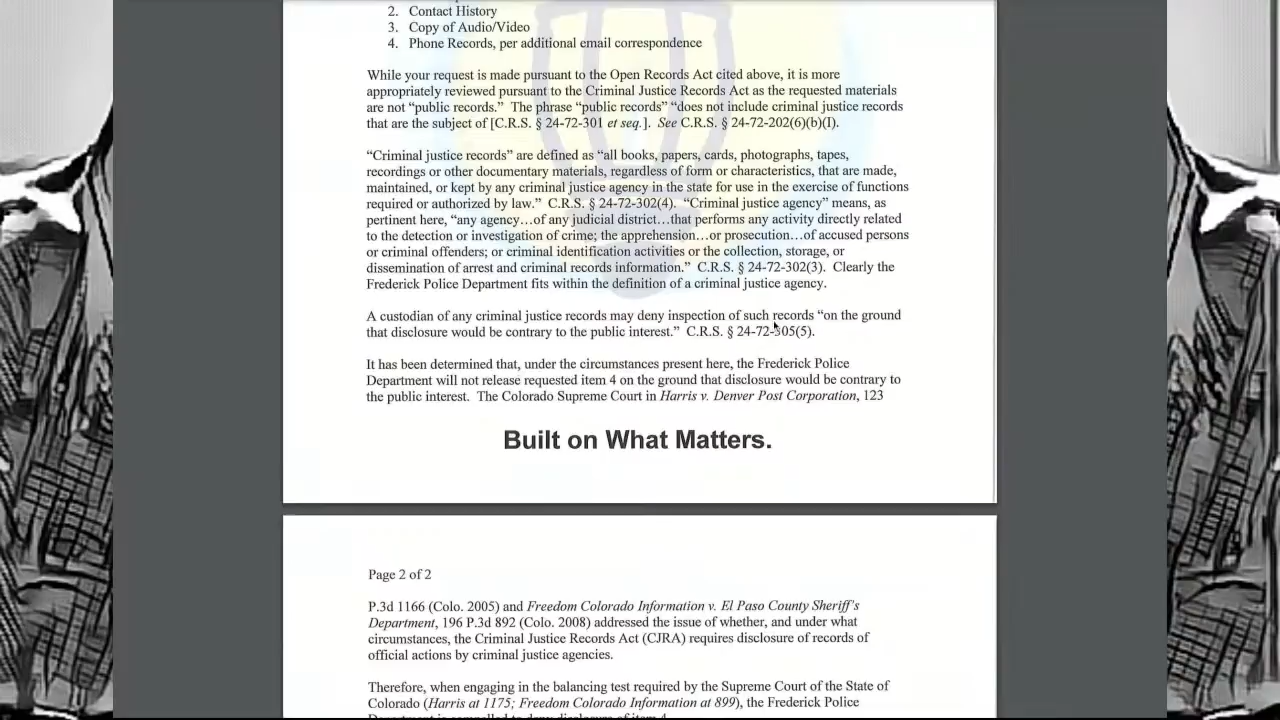 2. Contact History
3. Copy of Audio/Video
4. Phone Records, per additional email correspondence
While your request is made pursuant to the Open Records Act cited above, it is more
appropriately reviewed pursuant to the Criminal Justice Records Act as the requested materials
are not “public records.” The phrase “public records” “does not include criminal justice records
that are the subject of [C.R.S. § 24-72-301 et seq.]. See C.R.S. § 24-72-202(6)(b)(I).
“Criminal justice records” are defined as “all books, papers, cards, photographs, tapes,
recordings or other documentary materials, regardless of form or characteristics, that are made,
maintained, or kept by any criminal justice agency in the state for use in the exercise of functions
required or authorized by law.” C.R.S. § 24-72-302(4). “Criminal justice agency” means, as
pertinent here, “any agency…of any judicial district…that performs any activity directly related
to the detection or investigation of crime; the apprehension…or prosecution…of accused persons
or criminal offenders; or criminal identification activities or the collection, storage, or
dissemination of arrest and criminal records information.” C.R.S. § 24-72-302(3). Clearly the
Frederick Police Department fits within the definition of a criminal justice agency.
A custodian of any criminal justice records may deny inspection of such records “on the ground
that disclosure would be contrary to the public interest.” C.R.S. § 24-72-305(5).
It has been determined that, under the circumstances present here, the Frederick Police
Department will not release requested item 4 on the ground that disclosure would be contrary to
the public interest. The Colorado Supreme Court in Harris v. Denver Post Corporation, 123
Built on What Matters.
Page 2 of 2
P.3d 1166 (Colo. 2005) and Freedom Colorado Information v. El Paso County Sheriff's
Department, 196 P.3d 892 (Colo. 2008) addressed the issue of whether, and under what
circumstances, the Criminal Justice Records Act (CJRA) requires disclosure of records of
official actions by criminal justice agencies.
Therefore, when engaging in the balancing test required by the Supreme Court of the State of
Colorado (Harris at 1175; Freedom Colorado Information at 899), the Frederick Police
Department is compelled to deny disclosure of item 4